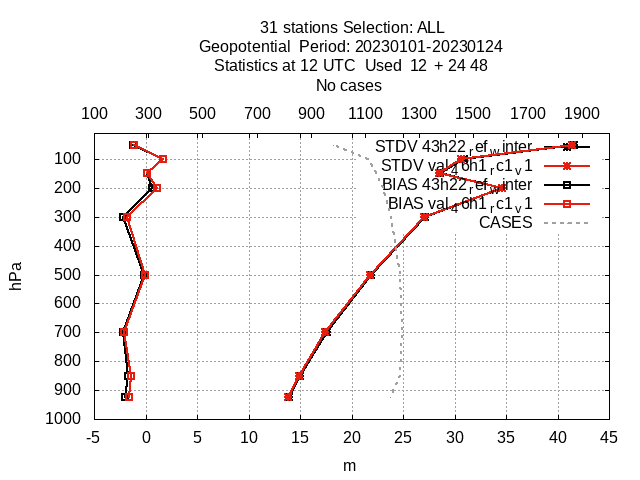 31 stations Selection: ALL
Geopotential  Period: 20230101-20230124
Statistics at 12 UTC  Used  12  + 24 48
No cases
100 300 500 700 900 1100 1300 1500 1700 1900
STDV 43h22_ref_winter
STDV val_46h1_rc1_v1
BIAS 43h22_ref_winter
BIAS val_46h1_rc1_v1
CASES
100
200
300
400
500
600
700
800
900
1000
hPa
-5 0 5 10 15 20 25 30 35 40 45
m